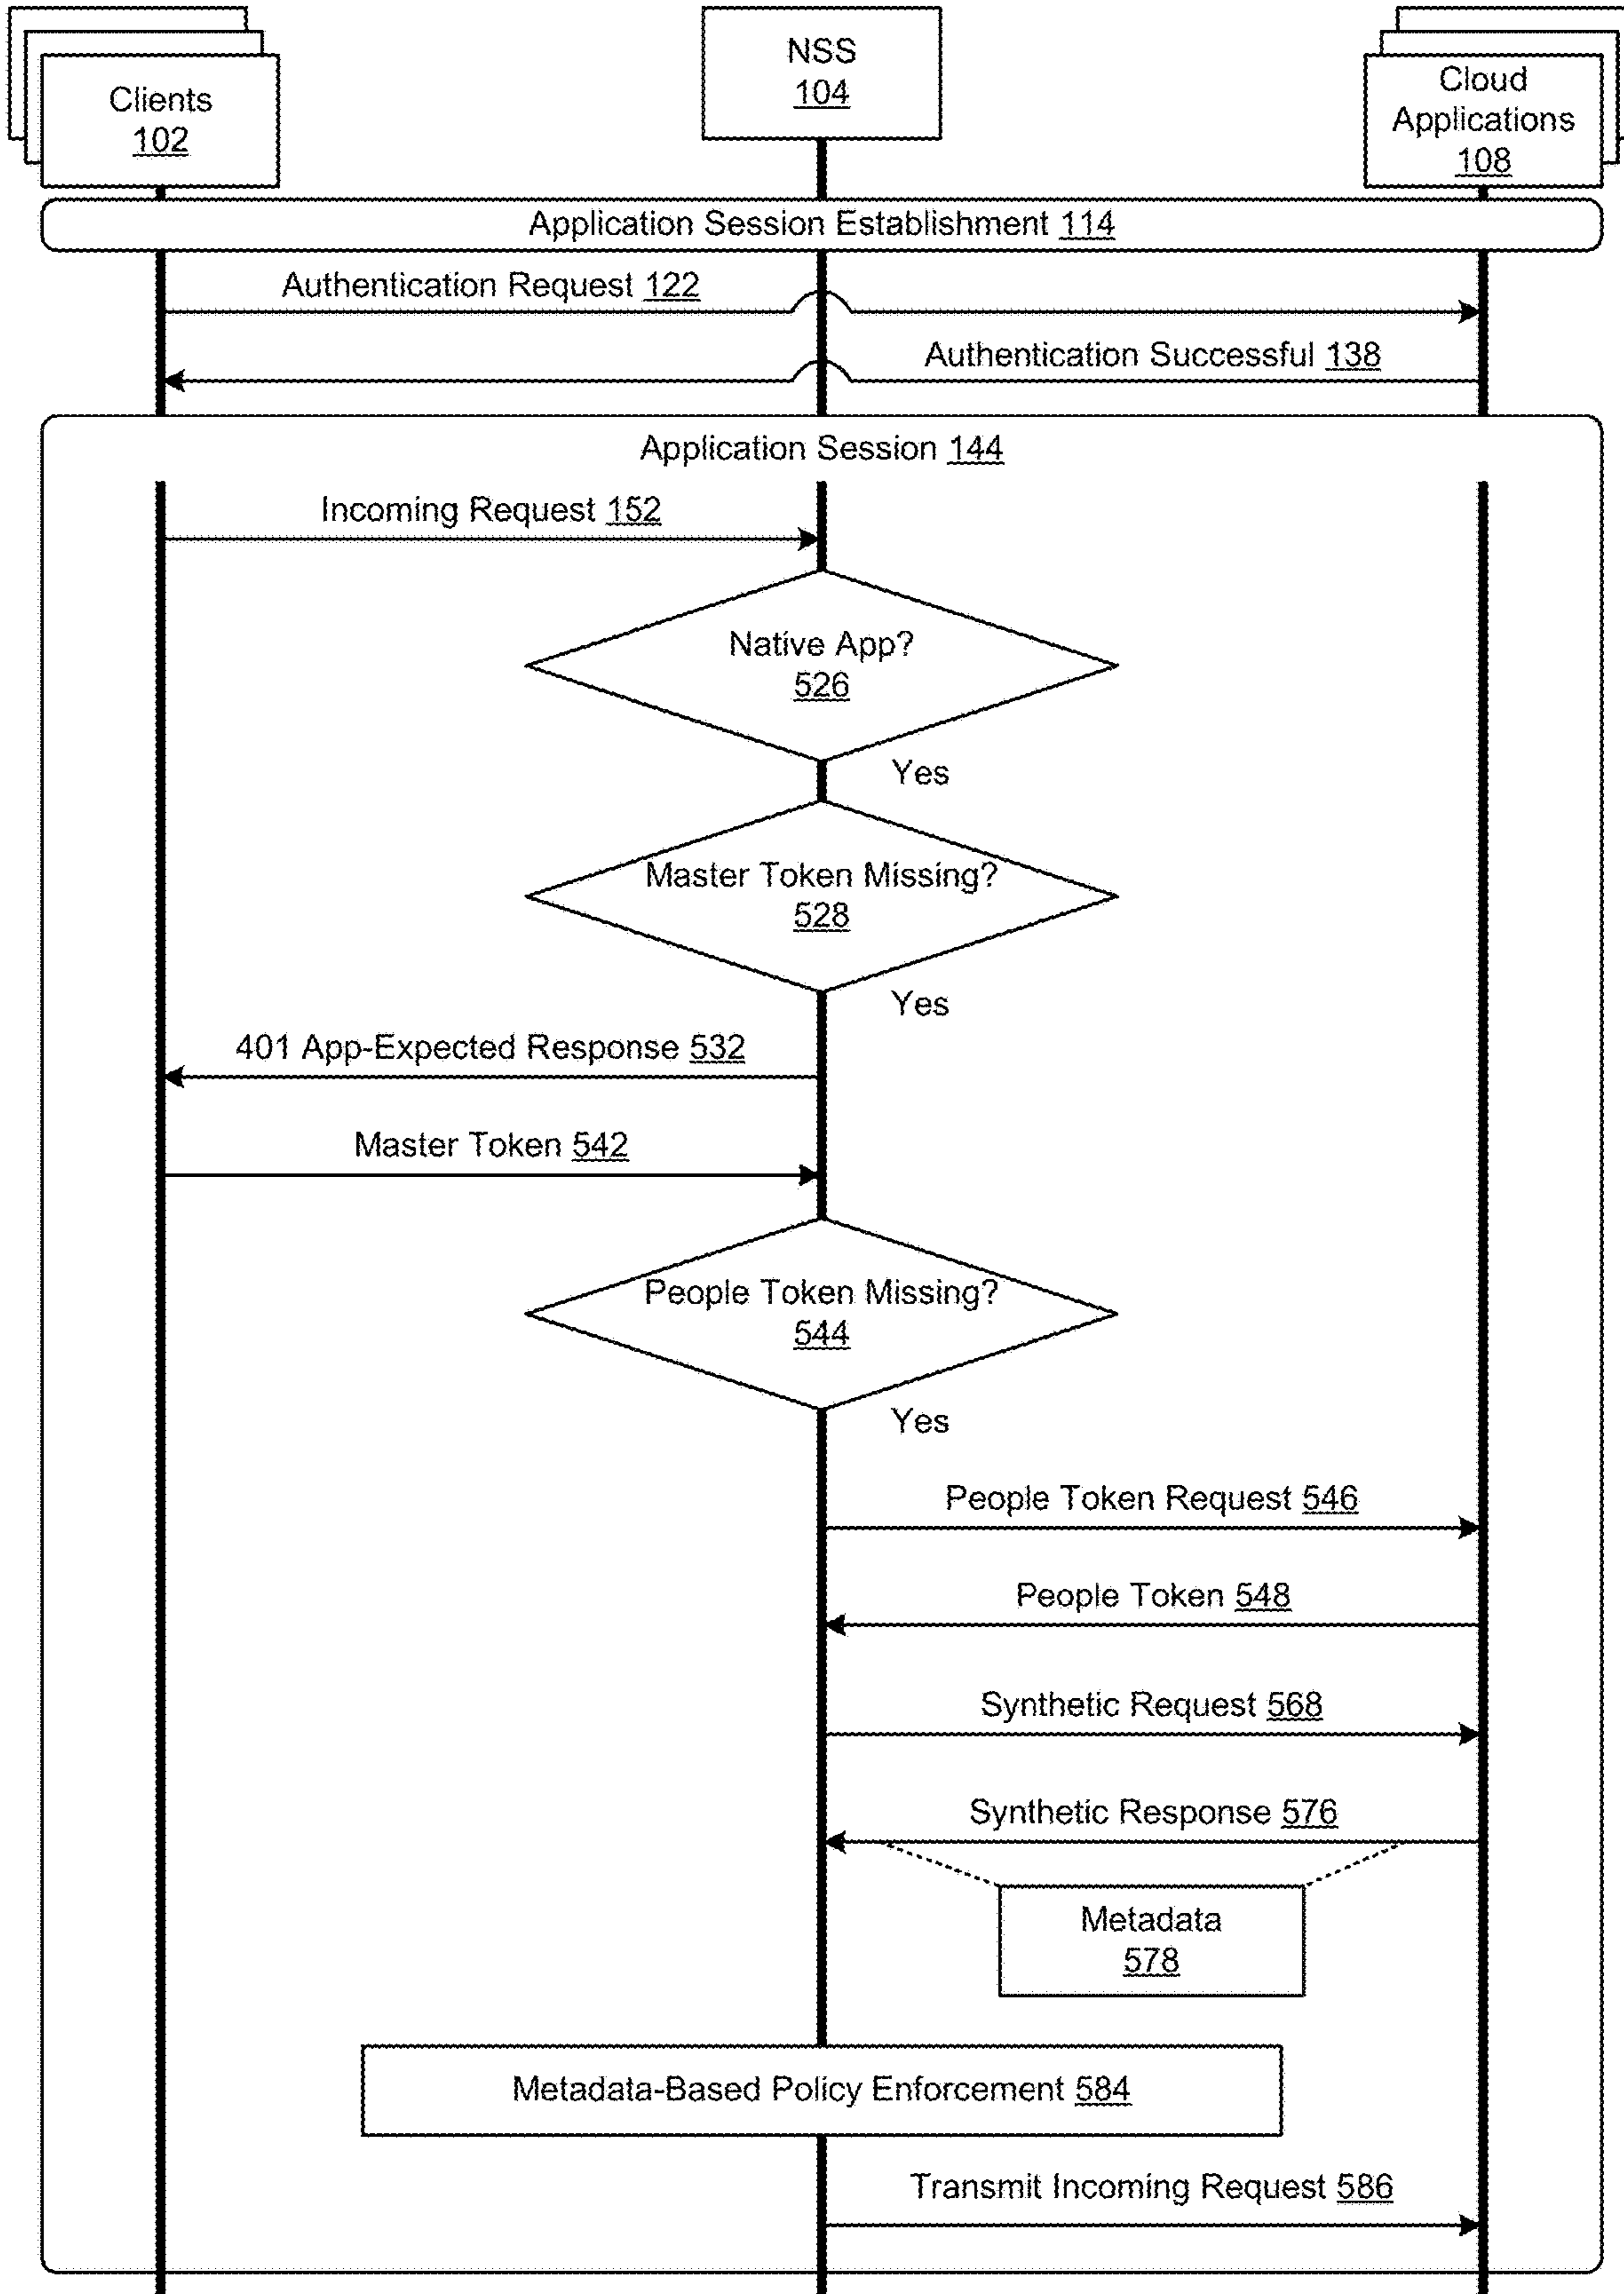 Clients
102
NSS
104
Cloud
Applications
108
Application Session Establishment 114
Authentication Request 122
Authentication Successful 138
Application Session 144
Incoming Request 152
Native App?
526
Yes
Master Token Missing?
528
Yes
401 App-Expected Response 532
Master Token 542
People Token Missing?
544
Yes
People Token Request 546
People Token 548
Synthetic Request 568
Synthetic Response 576
Metadata
578
Metadata-Based Policy Enforcement 584
Transmit Incoming Request 586